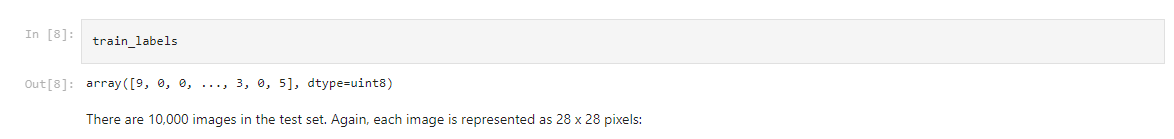 In [8]:
train_labels
Out[8]: array([9, 0, 0, ..., 3, 0, 5], dtype=uint8)
There are 10,000 images in the test set. Again, each image is represented as 28 x 28 pixels: